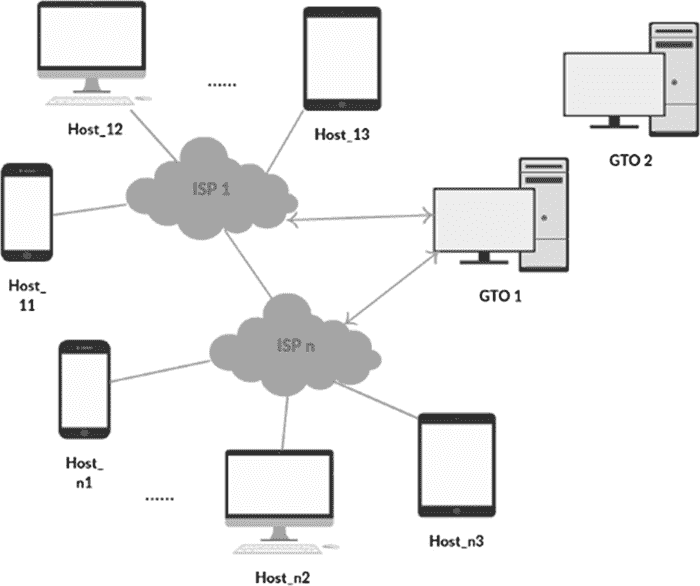 ......
Host_12
Host_13
GTO 2
ISP 1
Host_
11
GTO 1
ISP n
Host_
n1
......
Host_n2
Host_n3